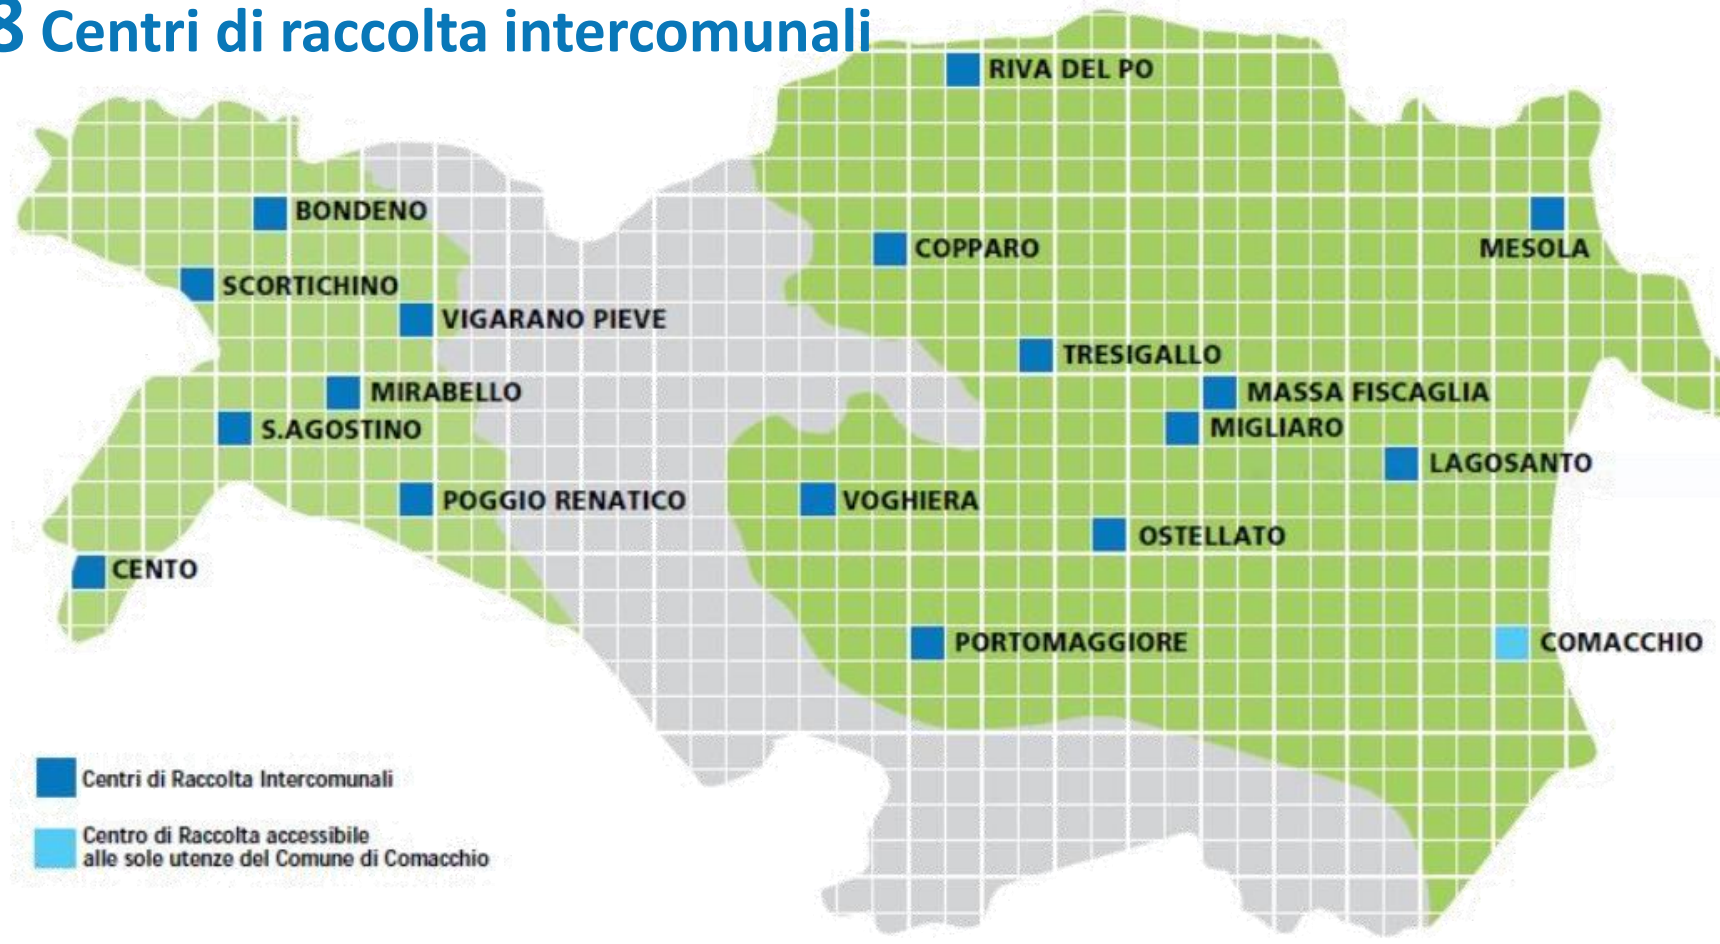 8 Centri di raccolta intercomunali
RIVA DEL PO
BONDENO
COPPARO
MESOLA
SCORTICHINO
VIGARANO PIEVE
TRESIGALLO
MIRABELLO
MASSA FISCAGLIA
S.AGOSTINO
MIGLIARO
LAGOSANTO
POGGIO RENATICO
VOGHIERA
OSTELLATO
CENTO
PORTOMAGGIORE
COMACCHIO
Centri di Raccolta Intercomunali
Centro di Raccolta accessibile
alle sole utenze del Comune di Comacchio